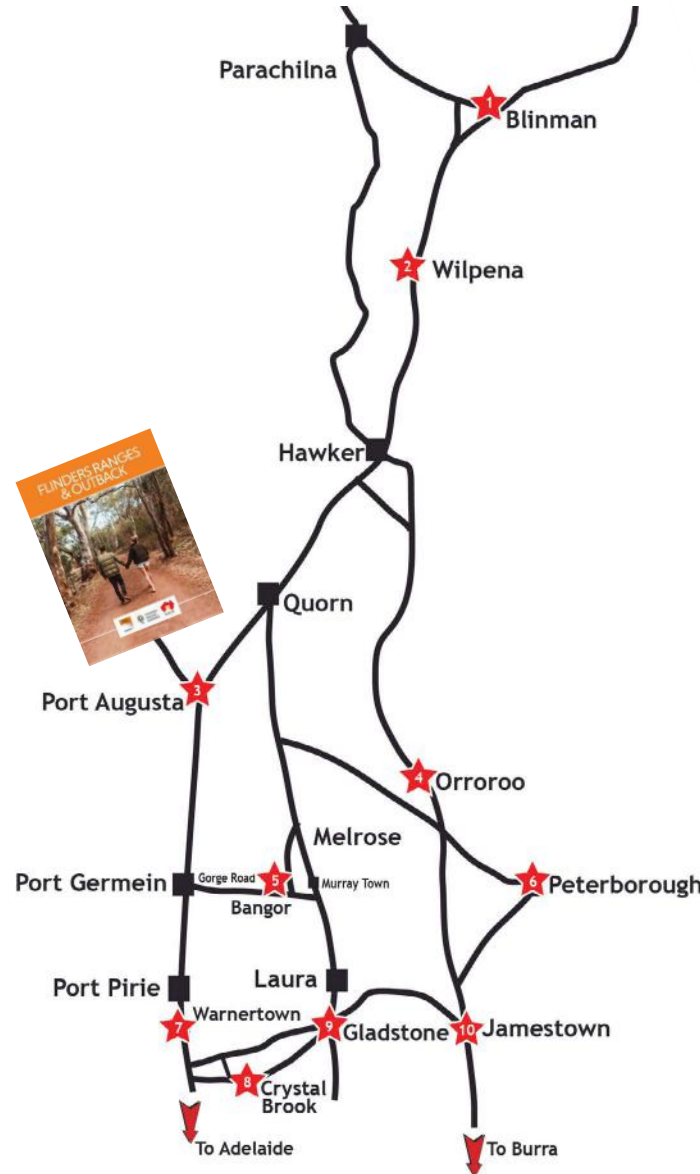 Parachilna
1
Blinman
2
Wilpena
Hawker
FLINDERS RANGES
& OUTBACK
Quorn
3
Port Augusta
4
Orroroo
Melrose
Port Germein
Gorge Road
5
Murray Town
6
Peterborough
Bangor
Port Pirie
Laura
7
Warnertown
9
Gladstone
10
Jamestown
8
Crystal
Brook
To Adelaide
To Burra